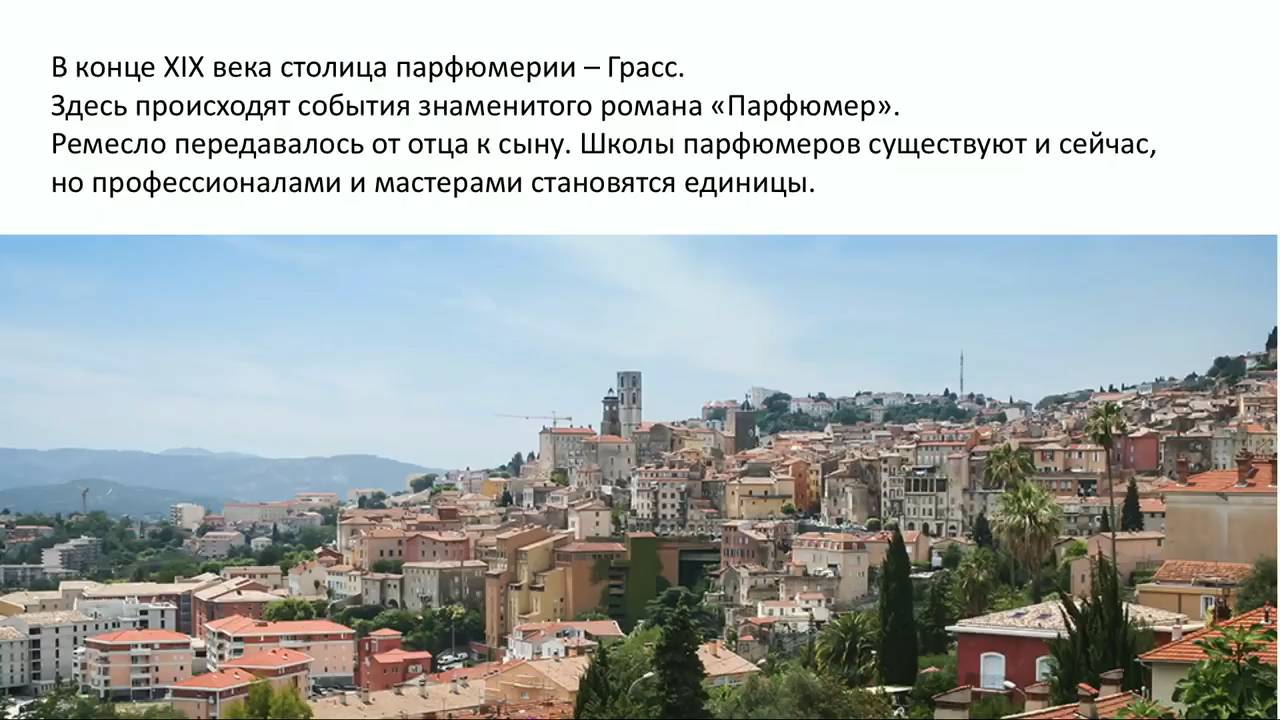 В конце XIX века столица парфюмерии – Грасс.
Здесь происходят события знаменитого романа «Парфюмер».
Ремесло передавалось от отца к сыну. Школы парфюмеров существуют и сейчас,
но профессионалами и мастерами становятся единицы.